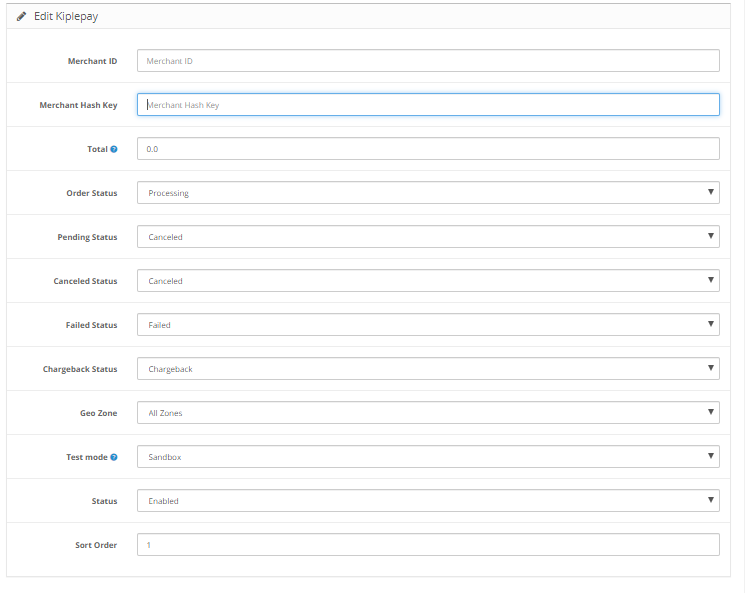 Edit Kiplepay
Merchant ID Merchant ID
Merchant Hash Key Merchant Hash Key
Total 0.0
Order Status Processing
Pending Status Canceled
Canceled Status Canceled
Failed Status Failed
Chargeback Status Chargeback
Geo Zone All Zones
Test mode Sandbox
Status Enabled
Sort Order 1